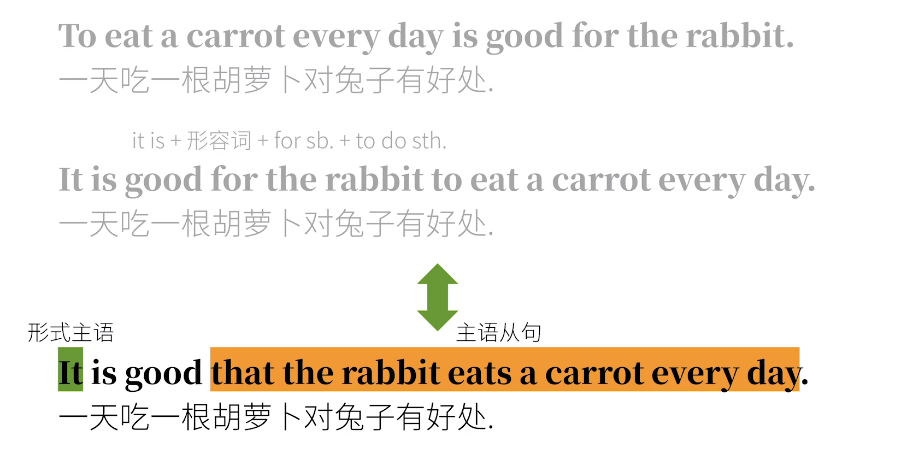 To eat a carrot every day is good for the rabbit.
一天吃一根胡萝卜对兔子有好处.
it is + 形容词 + for sb. + to do sth.
It is good for the rabbit to eat a carrot every day.
一天吃一根胡萝卜对兔子有好处.
形式主语 主语从句
It is good that the rabbit eats a carrot every day.
一天吃一根胡萝卜对兔子有好处.